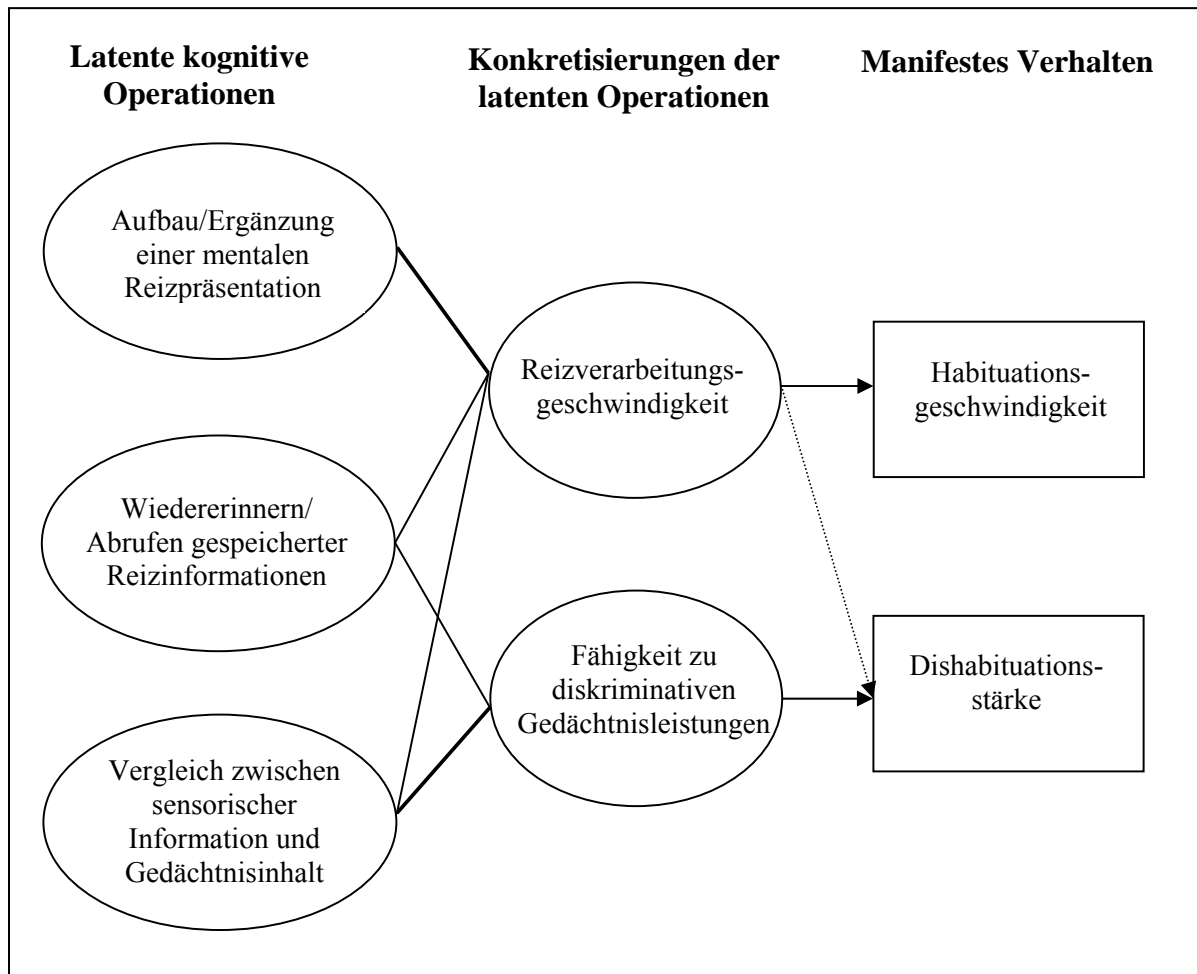 Latente kognitive
Operationen
Konkretisierungen der
latenten Operationen
Manifestes Verhalten
Aufbau/Ergänzung
einer mentalen
Reizpräsentation
Wiedererinnern/
Abrufen gespeicherter
Reizinformationen
Vergleich zwischen
sensorischer
Information und
Gedächtnisinhalt
Reizverarbeitungs-
geschwindigkeit
Fähigkeit zu
diskriminativen
Gedächtnisleistungen
Habituations-
geschwindigkeit
Dishabituations-
stärke